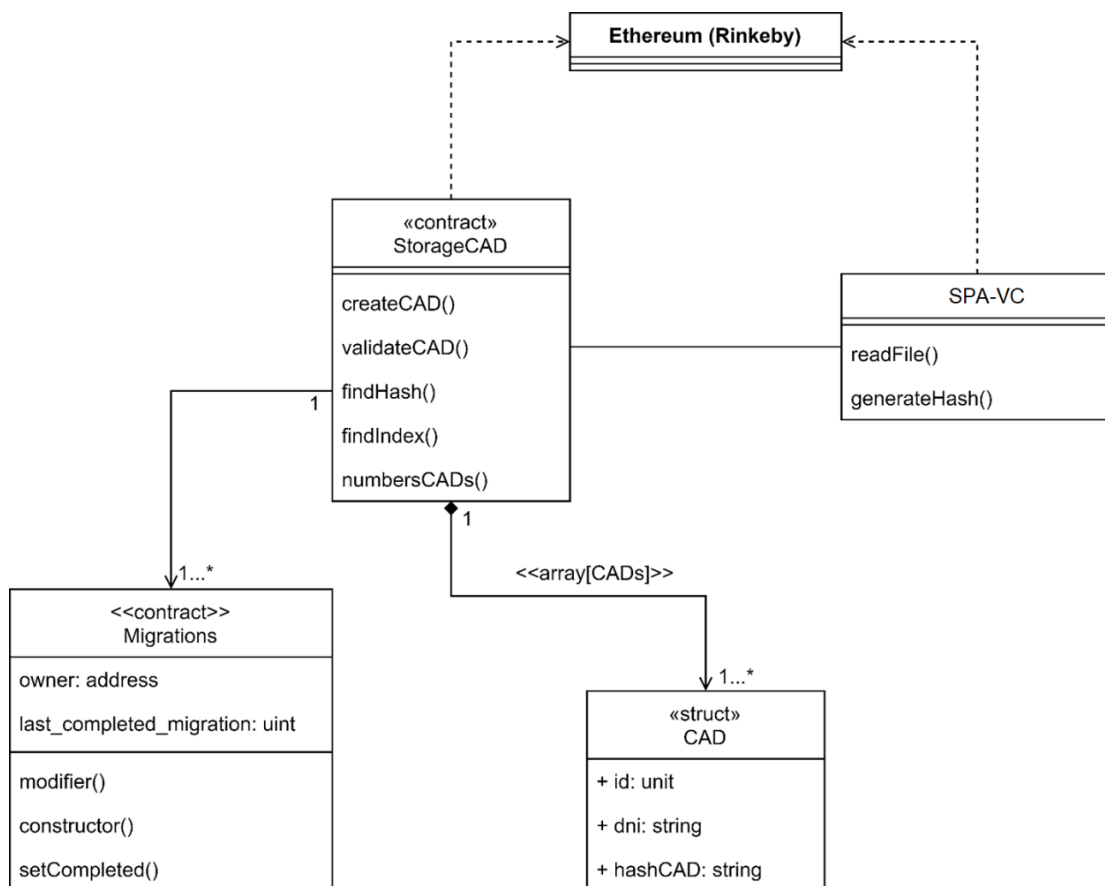 Ethereum (Rinkeby)
«contract»
StorageCAD
createCAD()
validateCAD()
findHash()
findIndex()
numbersCADs()
SPA-VC
readFile()
generateHash()
1
1
<<array[CADs]>>
1...*
<<contract>>
Migrations
owner: address
last_completed_migration: uint
modifier()
constructor()
setCompleted()
1...*
«struct»
CAD
+ id: unit
+ dni: string
+ hashCAD: string